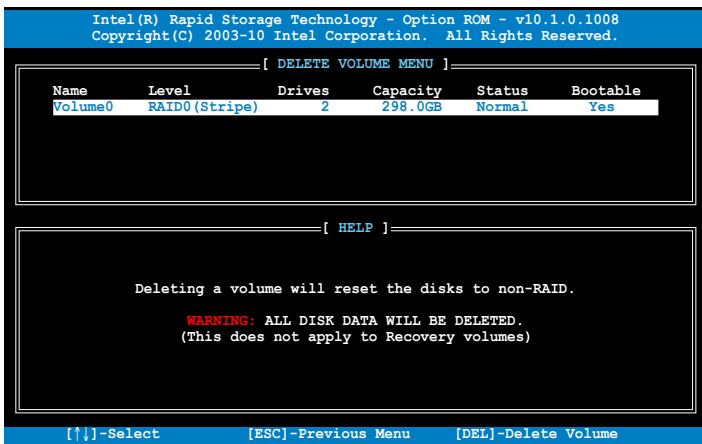 Intel(R) Rapid Storage Technology - Option ROM - v10.1.0.1008
Copyright(C) 2003-10 Intel Corporation. All Rights Reserved.
[ DELETE VOLUME MENU ]
Name Level Drives Capacity Status Bootable
Volume0 RAID0(Stripe) 2 298.0GB Normal Yes
[ HELP ]
Deleting a volume will reset the disks to non-RAID.
WARNING: ALL DISK DATA WILL BE DELETED.
(This does not apply to Recovery volumes)
[↑↓]-Select [ESC]-Previous Menu [DEL]-Delete Volume